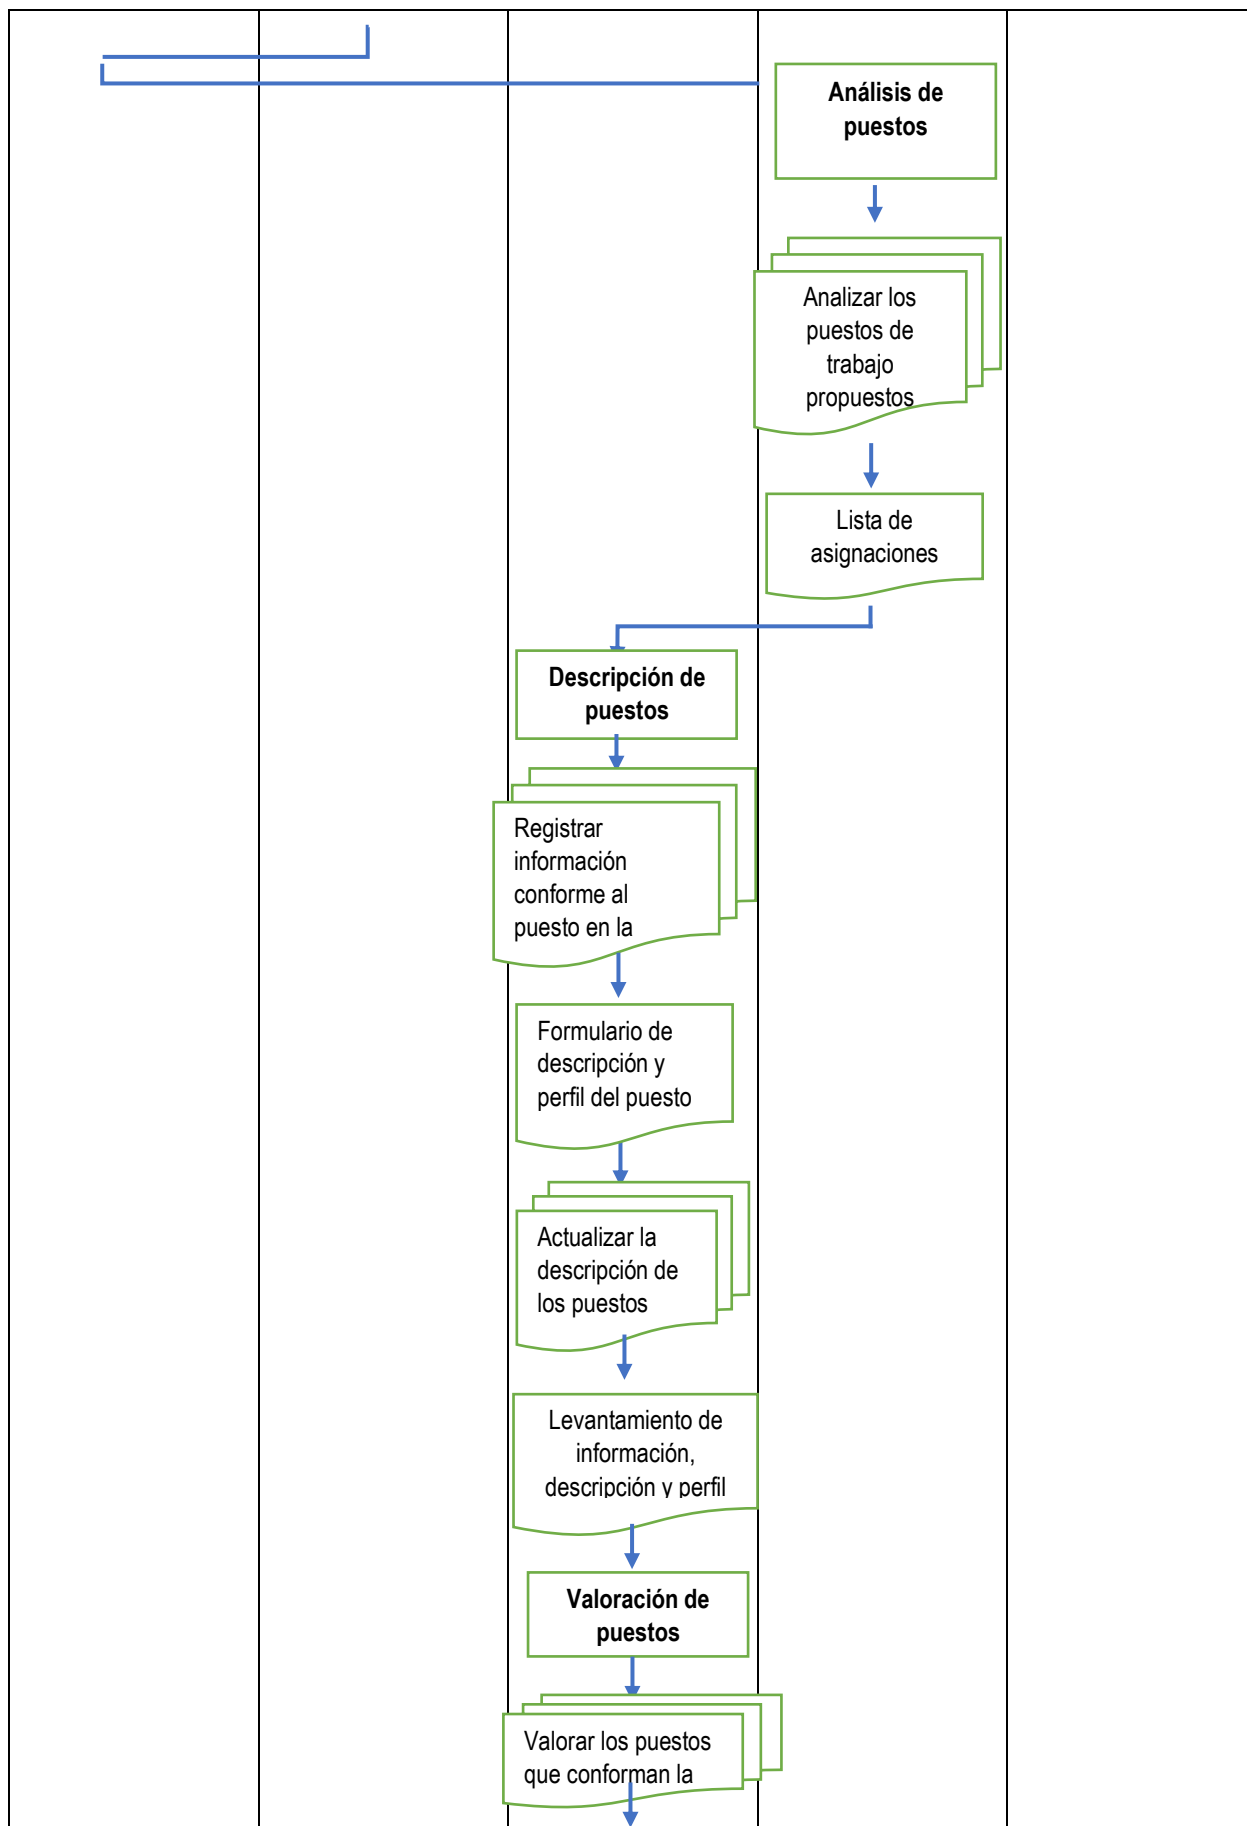 Análisis de
puestos
Analizar los
puestos de
trabajo
propuestos
Lista de
asignaciones
Descripción de
puestos
Registrar
información
conforme al
puesto en la
Formulario de
descripción y
perfil del puesto
Actualizar la
descripción de
los puestos
Levantamiento de
información,
descripción y perfil
Valoración de
puestos
Valorar los puestos
que conforman la